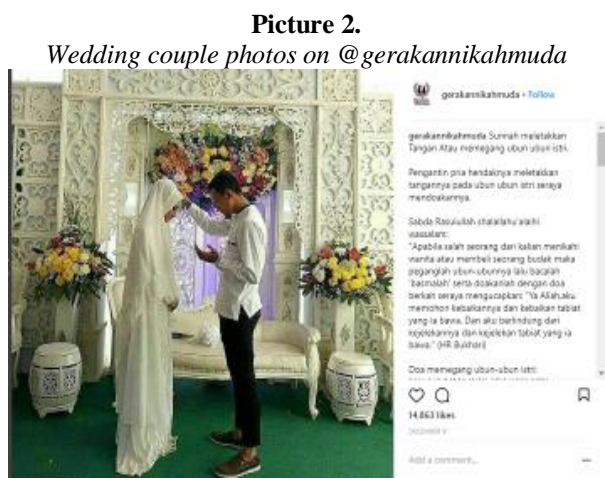 Picture 2.
Wedding couple photos on @gerakannikahmuda
gerakannikahmuda • Follow
gerakannikahmuda Sunnah meletakkan
Tangan Atau memegang ubun ubun istri.
Pengantin pria hendaknya meletakkan
tangannya pada ubun ubun istri seraya
mendoakannya.
Sabda Rasulullah shalallahu alaihi
wassalam:
"Apabila salah seorang dari kalian menikahi
wanita atau membeli seorang budak maka
peganglah ubun-ubunnya lalu bacalah
'basmalah' serta doakanlah dengan doa
berkah seraya mengucapkan: "Ya Allah,aku
memohon kebaikannya dan kebaikan tabiat
yang ia bawa. Dan aku berlindung dari
kejelekannya dan kejelekan tabiat yang ia
bawa." (HR Bukhari)
Doa memegang ubun-ubun istri:
14,863 likes
DECEMBER
Add a comment...